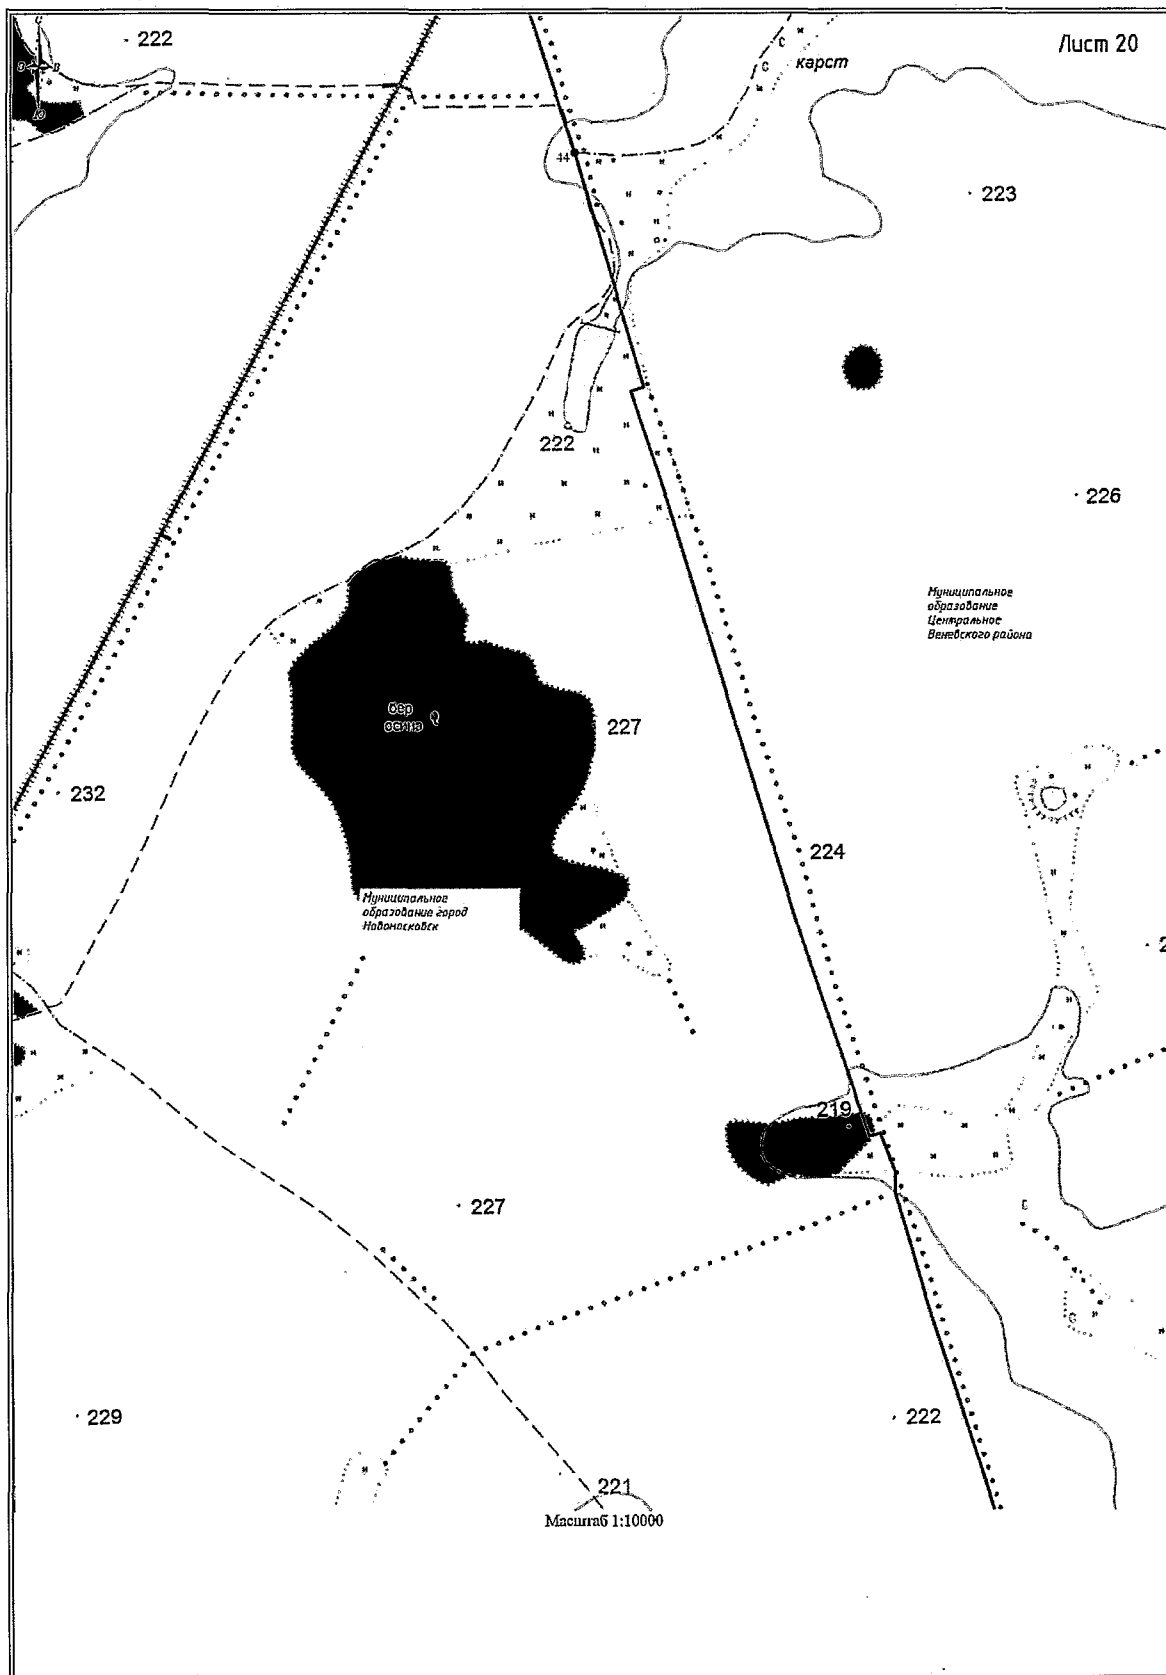 Лист 20
222
С
З
В
Ю
С
С
карст
44
223
222
226
Муниципальное
образование
Центральное
Веневского района
бер
осина
227
232
224
Муниципальное
образование город
Новомосковск
2
219
227
Е
С
229
222
221
Масштаб 1:10000